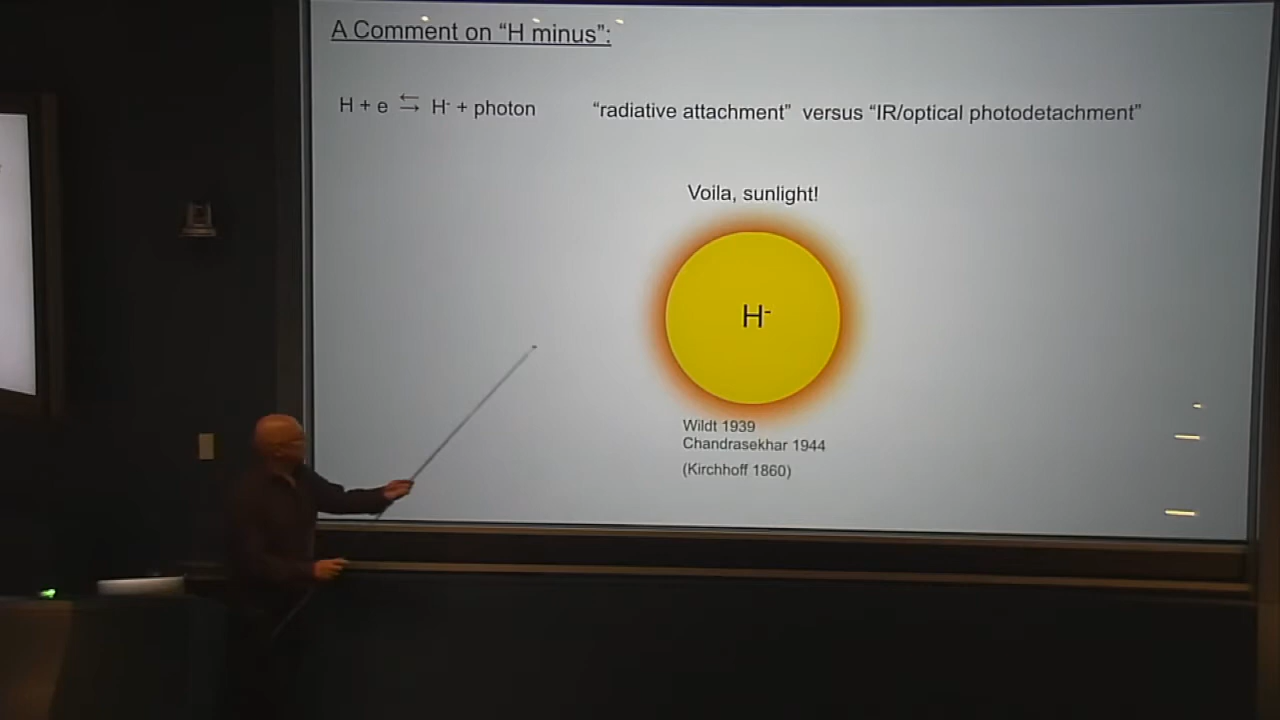 A Comment on “H minus”:
H + e ⇆ H- + photon “radiative attachment” versus “IR/optical photodetachment”
Voila, sunlight!
H-
Wildt 1939
Chandrasekhar 1944
(Kirchhoff 1860)